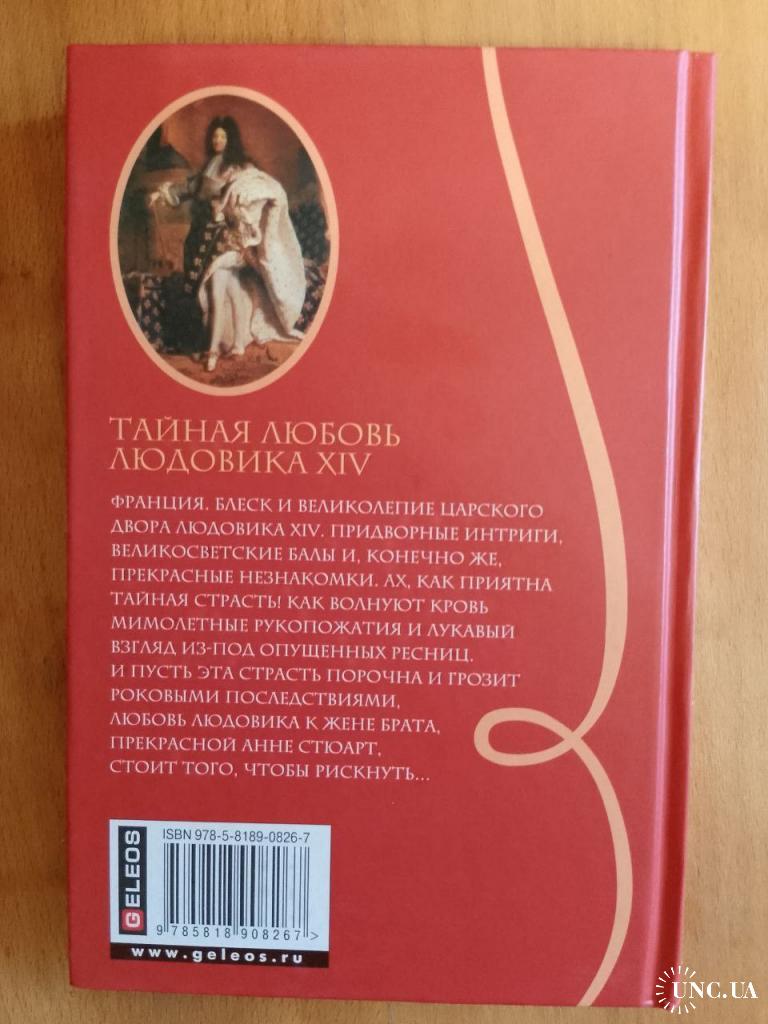 ТАЙНАЯ ЛЮБОВЬ
ЛЮДОВИКА XIV
ФРАНЦИЯ. БЛЕСК И ВЕЛИКОЛЕПИЕ ЦАРСКОГО
ДВОРА ЛЮДОВИКА XIV. ПРИДВОРНЫЕ ИНТРИГИ,
ВЕЛИКОСВЕТСКИЕ БАЛЫ И, КОНЕЧНО ЖЕ,
ПРЕКРАСНЫЕ НЕЗНАКОМКИ. АХ, КАК ПРИЯТНА
ТАЙНАЯ СТРАСТЬ! КАК ВОЛНУЮТ КРОВЬ
МИМОЛЕТНЫЕ РУКОПОЖАТИЯ И ЛУКАВЫЙ
ВЗГЛЯД ИЗ-ПОД ОПУЩЕННЫХ РЕСНИЦ.
И ПУСТЬ ЭТА СТРАСТЬ ПОРОЧНА И ГРОЗИТ
РОКОВЫМИ ПОСЛЕДСТВИЯМИ,
ЛЮБОВЬ ЛЮДОВИКА К ЖЕНЕ БРАТА,
ПРЕКРАСНОЙ АННЕ СТЮАРТ,
СТОИТ ТОГО, ЧТОБЫ РИСКНУТЬ...
GELEOS
ISBN 978-5-8189-0826-7
9 785818 908267 >
www.geleos.ru
UNC.UA